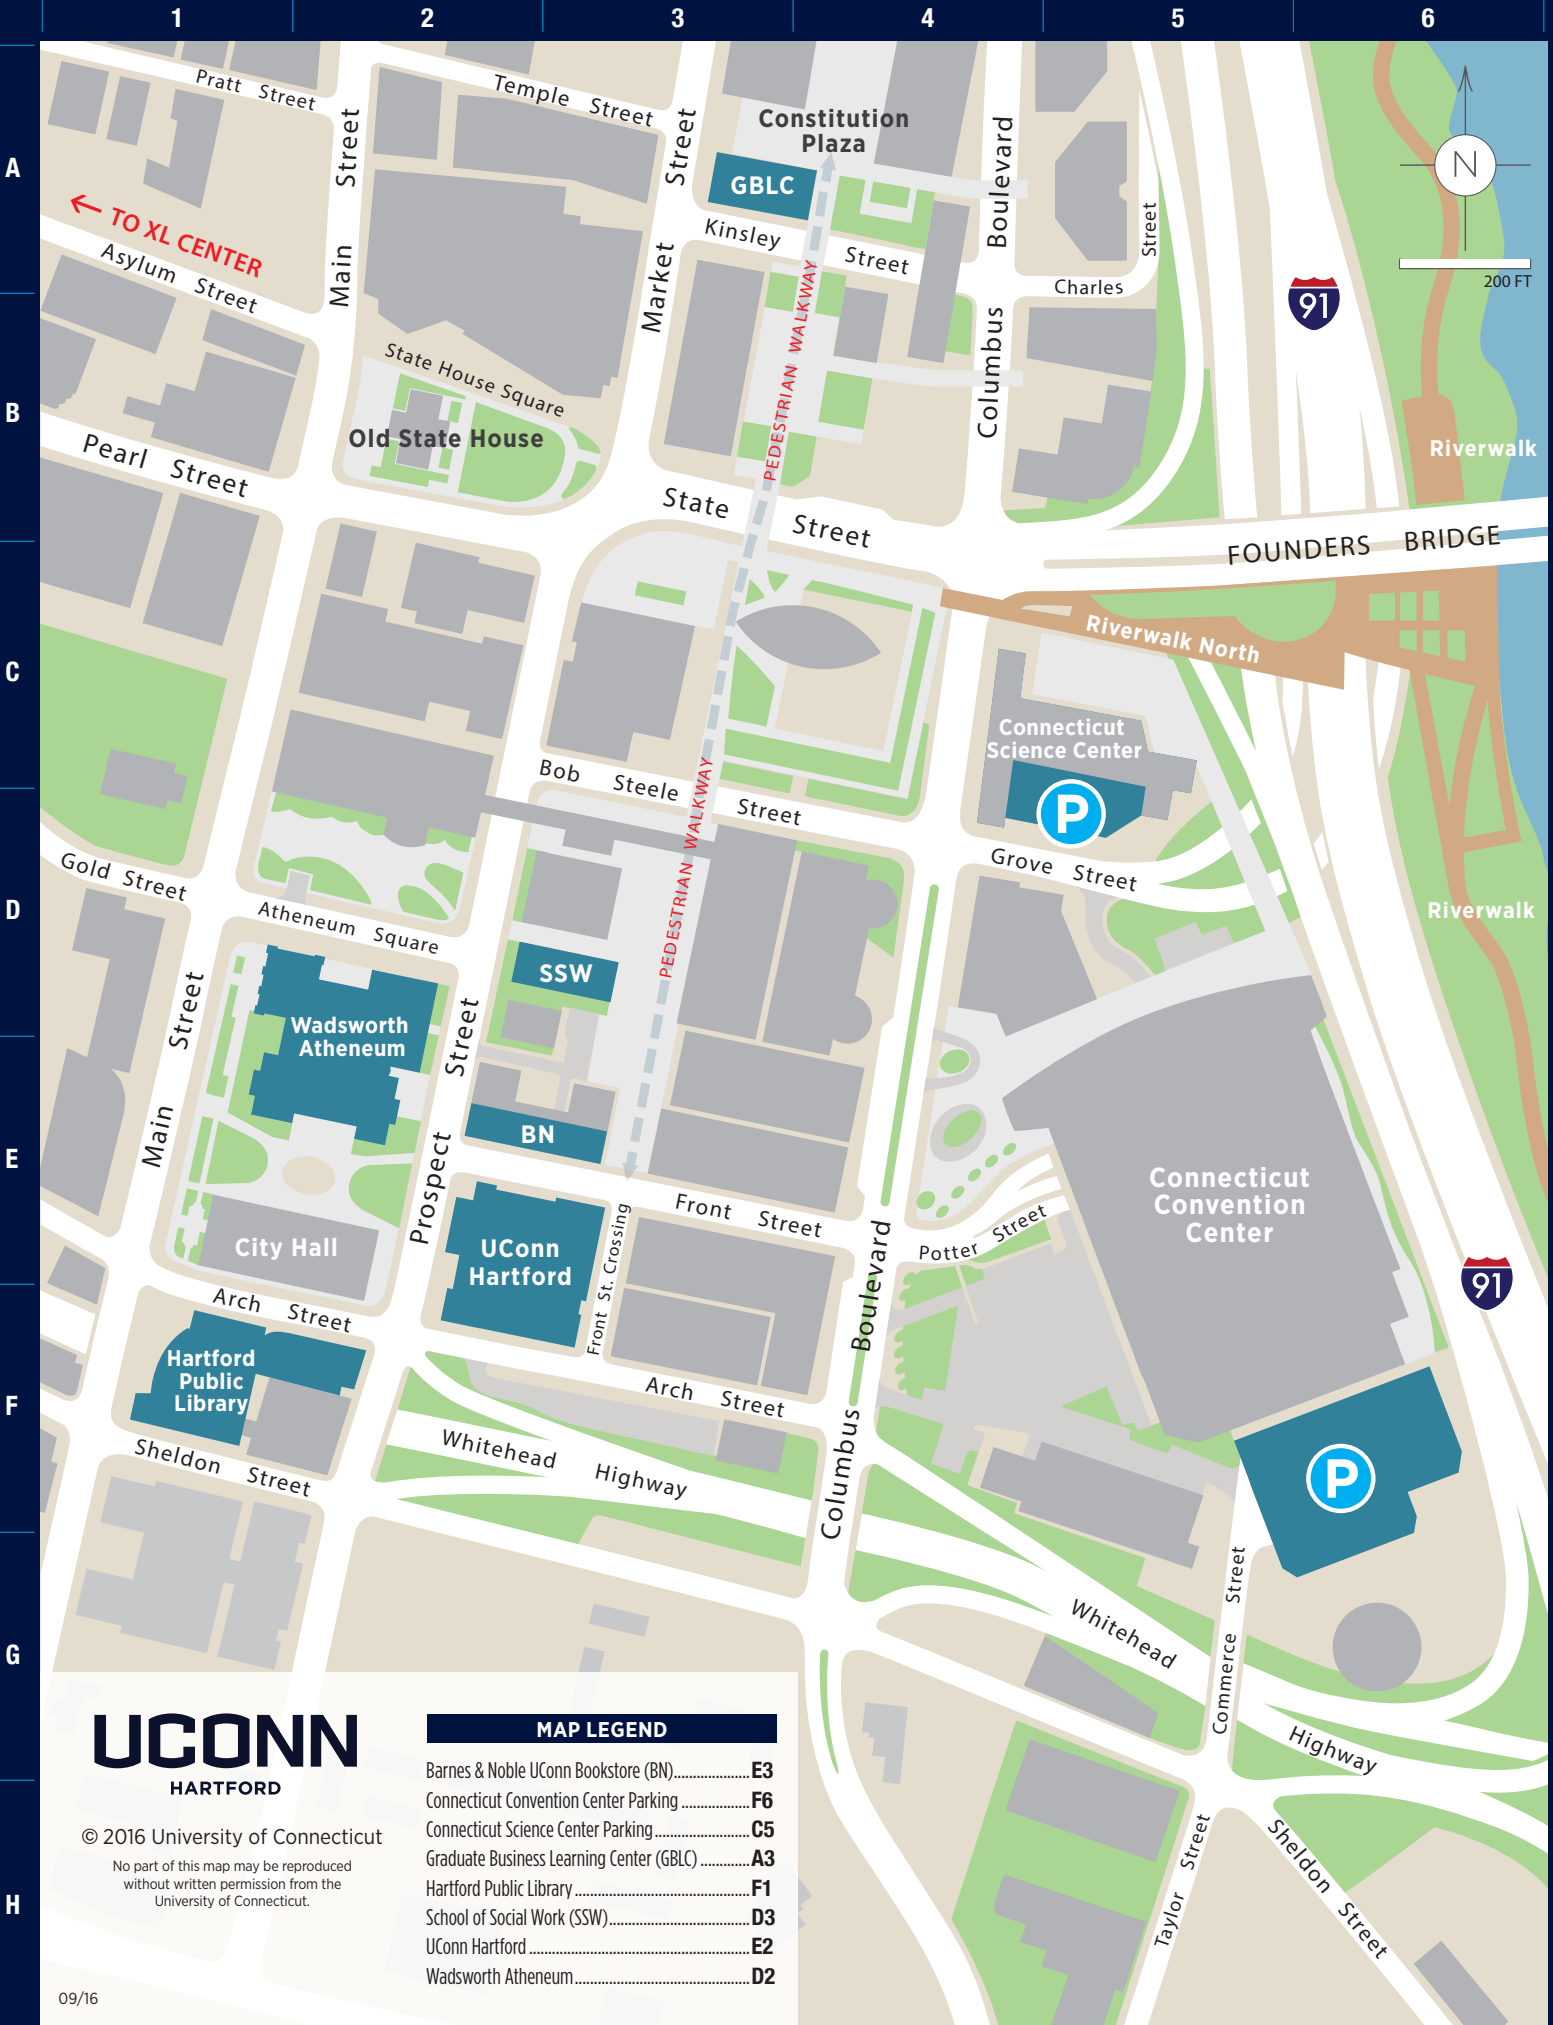 1 2 3 4 5 6
A
B
C
D
E
F
G
H
Pratt Street
Temple Street
Main Street
Market Street
Constitution
Plaza
GBLC
Kinsley Street
Columbus Boulevard
Charles Street
N
200 FT
91
← TO XL CENTER
Asylum Street
State House Square
Old State House
PEDESTRIAN WALKWAY
Pearl Street
State Street
Riverwalk
FOUNDERS BRIDGE
Riverwalk North
Connecticut
Science Center
P
Bob Steele Street
PEDESTRIAN WALKWAY
Grove Street
Gold Street
Atheneum Square
Riverwalk
SSW
Wadsworth
Atheneum
Main Street
Prospect Street
BN
Front Street
Connecticut
Convention
Center
City Hall
UConn
Hartford
Front St. Crossing
Potter Street
Columbus Boulevard
91
Arch Street
Hartford
Public
Library
Arch Street
Sheldon Street
Whitehead Highway
P
Commerce Street
Whitehead Highway
Taylor Street
Sheldon Street
UCONN
HARTFORD
© 2016 University of Connecticut
No part of this map may be reproduced
without written permission from the
University of Connecticut.
09/16
MAP LEGEND
Barnes & Noble UConn Bookstore (BN)....................E3
Connecticut Convention Center Parking ..................F6
Connecticut Science Center Parking.........................C5
Graduate Business Learning Center (GBLC) .............A3
Hartford Public Library ..............................................F1
School of Social Work (SSW).....................................D3
UConn Hartford ..........................................................E2
Wadsworth Atheneum..............................................D2